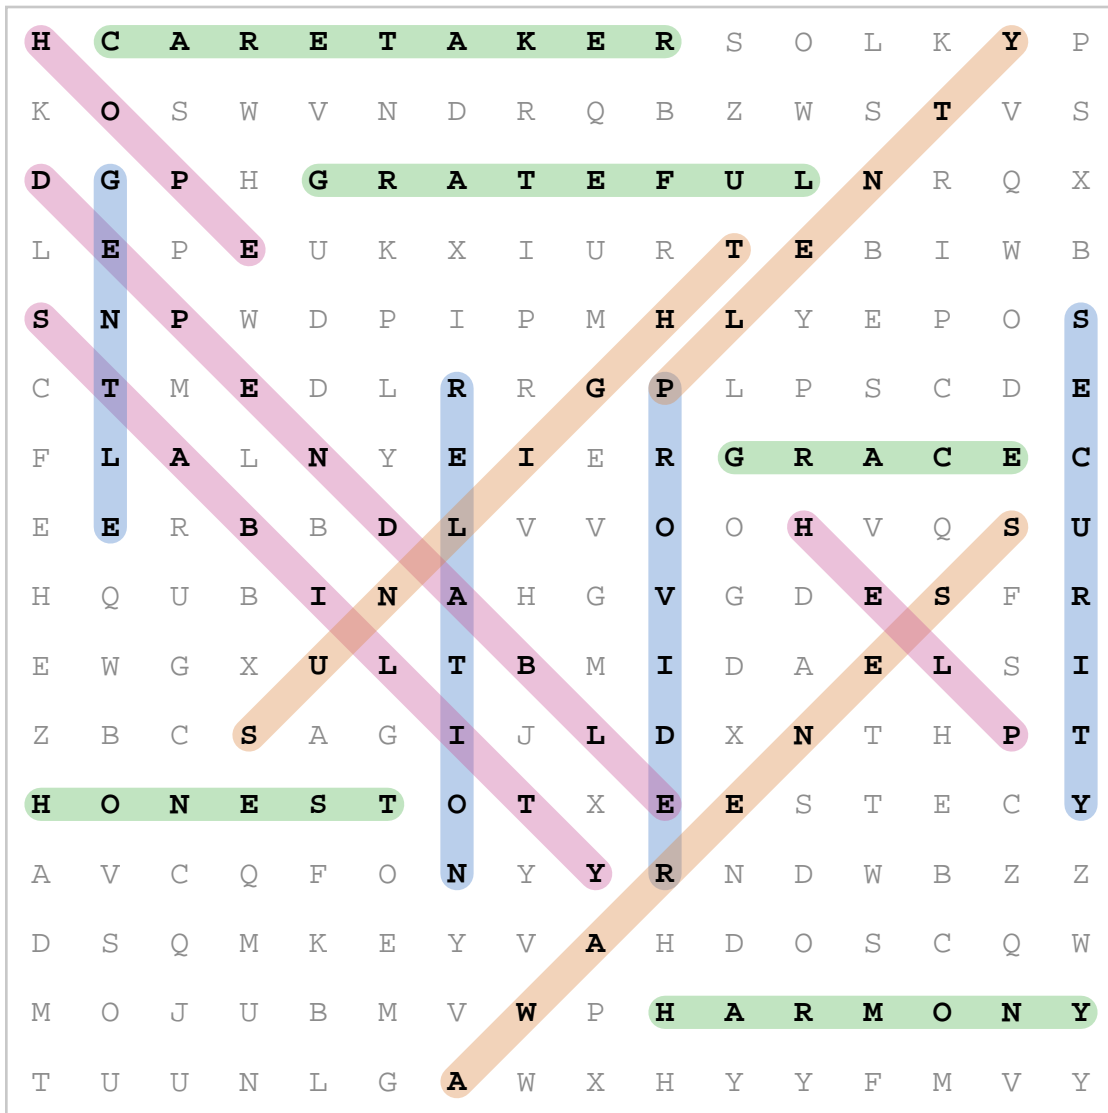 H C A R E T A K E R S O L K Y P
K O S W V N D R Q B Z W S T V S
D G P H G R A T E F U L N R Q X
L E P E U K X I U R T E B I W B
S N P W D P I P M H L Y E P O S
C T M E D L R R G P L P S C D E
F L A L N Y E I E R G R A C E C
E E R B B D L V V O O H V Q S U
H Q U B I N A H G V G D E S F R
E W G X U L T B M I D A E L S I
Z B C S A G I J L D X N T H P T
H O N E S T O T X E E S T E C Y
A V C Q F O N Y Y R N D W B Z Z
D S Q M K E Y V A H D O S C Q W
M O J U B M V W P H A R M O N Y
T U U N L G A W X H Y Y F M V Y